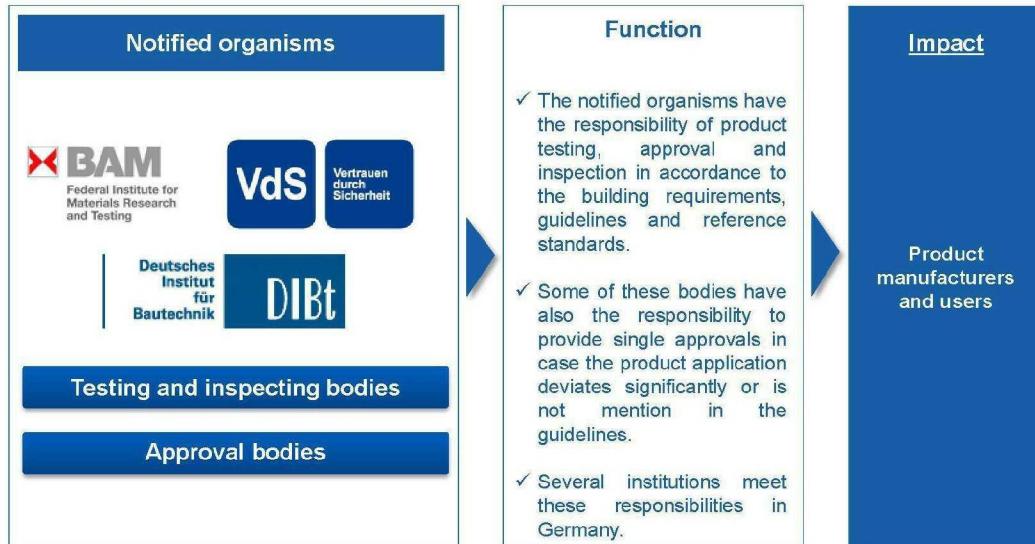 Notified organisms
BAM
Federal Institute for
Materials Research
and Testing
VdS
Vertrauen
durch
Sicherheit
Deutsches
Institut
für
Bautechnik
DIBt
Testing and inspecting bodies
Approval bodies
Function
✓ The notified organisms have
the responsibility of product
testing, approval and
inspection in accordance to
the building requirements,
guidelines and reference
standards.
✓ Some of these bodies have
also the responsibility to
provide single approvals in
case the product application
deviates significantly or is
not mention in the
guidelines.
✓ Several institutions meet
these responsibilities in
Germany.
Impact
Product
manufacturers
and users